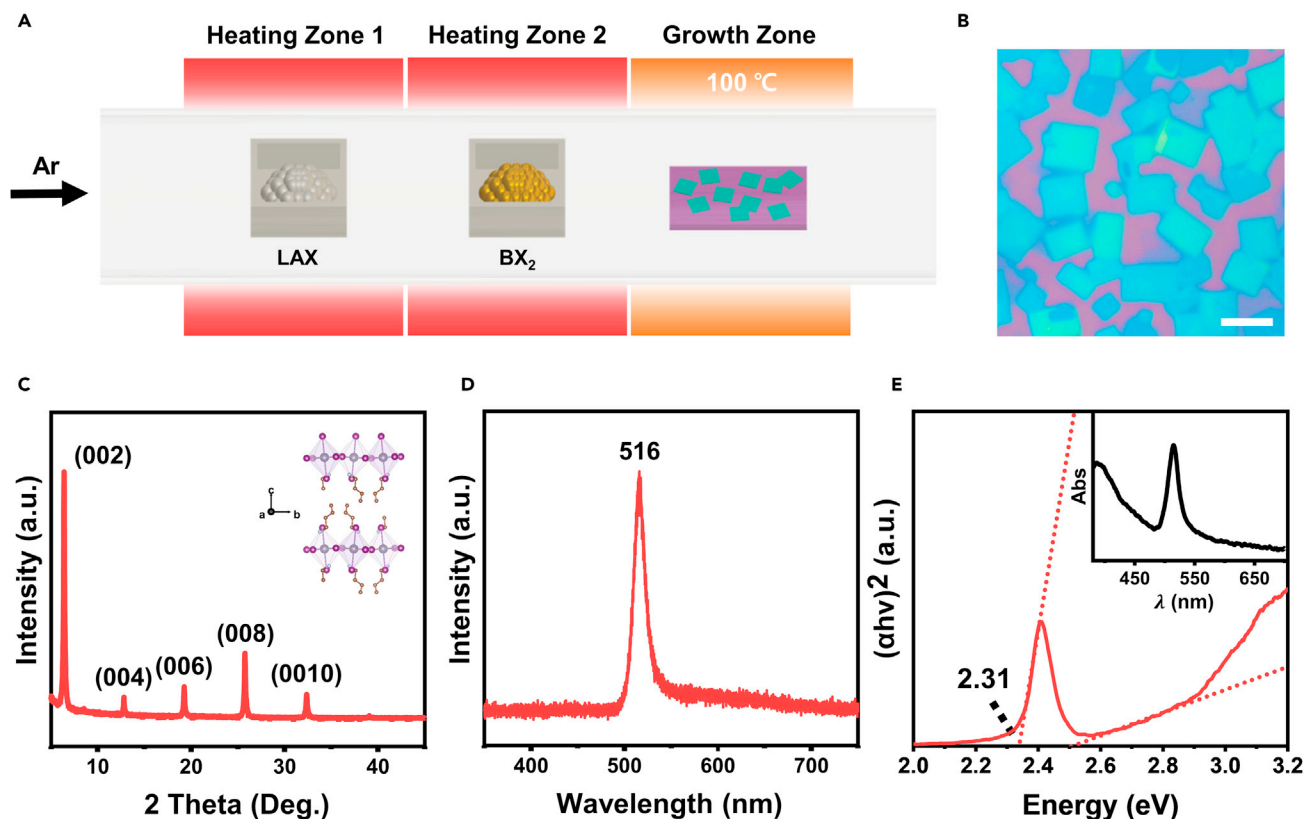 A
Heating Zone 1
Heating Zone 2
Growth Zone
100 ℃
Ar
LAX
BX₂
B
C
(002)
(004)
(006)
(008)
(0010)
c
a
b
Intensity (a.u.)
10
20
30
40
2 Theta (Deg.)
D
516
Intensity (a.u.)
400
500
600
700
Wavelength (nm)
E
(αhν)²  (a.u.)
2.31
Abs
450
550
650
λ (nm)
2.0
2.2
2.4
2.6
2.8
3.0
3.2
Energy (eV)